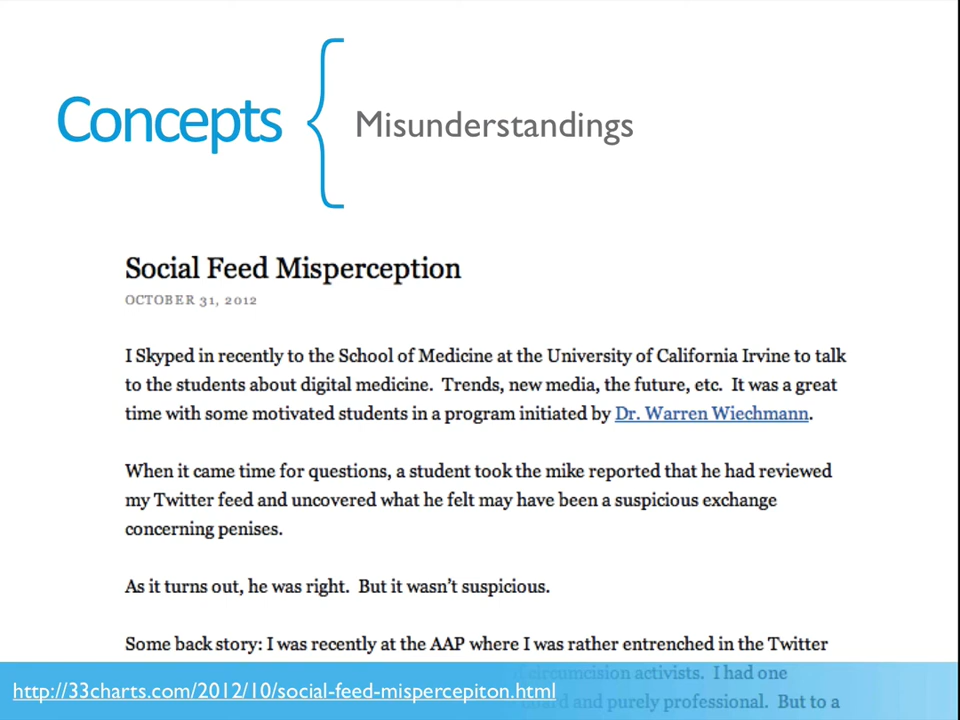 Concepts
Misunderstandings
Social Feed Misperception
OCTOBER 31, 2012
I Skyped in recently to the School of Medicine at the University of California Irvine to talk
to the students about digital medicine. Trends, new media, the future, etc. It was a great
time with some motivated students in a program initiated by Dr. Warren Wiechmann.
When it came time for questions, a student took the mike reported that he had reviewed
my Twitter feed and uncovered what he felt may have been a suspicious exchange
concerning penises.
As it turns out, he was right. But it wasn't suspicious.
Some back story: I was recently at the AAP where I was rather entrenched in the Twitter
circumcision activists. I had one
http://33charts.com/2012/10/social-feed-mispercepiton.html
and purely professional. But to a